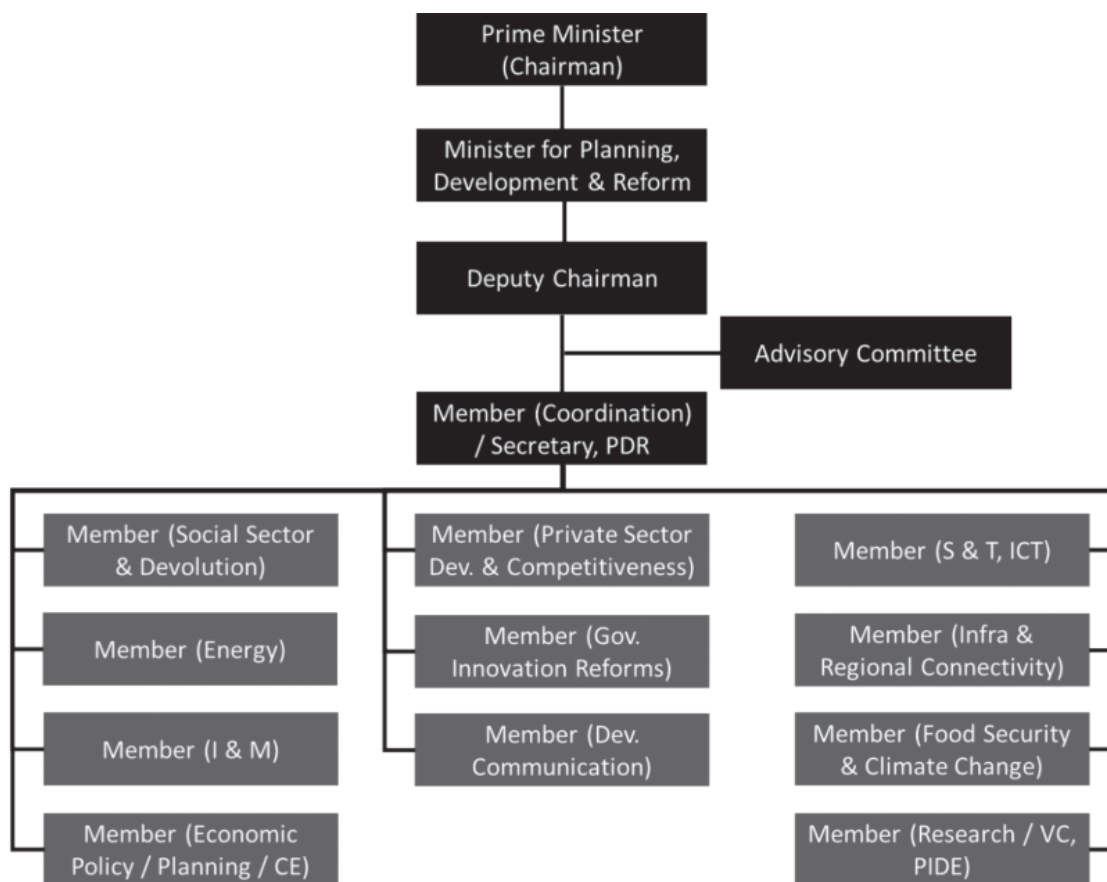 Prime Minister
(Chairman)
Minister for Planning,
Development & Reform
Deputy Chairman
Advisory Committee
Member (Coordination)
/ Secretary, PDR
Member (Social Sector
& Devolution)
Member (Energy)
Member (I & M)
Member (Economic
Policy / Planning / CE)
Member (Private Sector
Dev. & Competitiveness)
Member (Gov.
Innovation Reforms)
Member (Dev.
Communication)
Member (S & T, ICT)
Member (Infra &
Regional Connectivity)
Member (Food Security
& Climate Change)
Member (Research / VC,
PIDE)